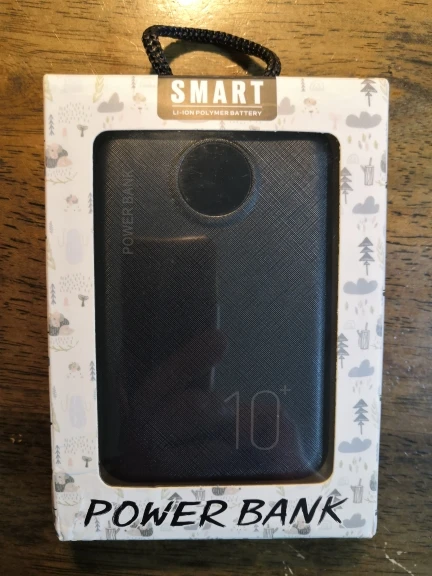 SMART
LI-ION POLYMER BATTERY
POWER BANK
10+
POWER BANK